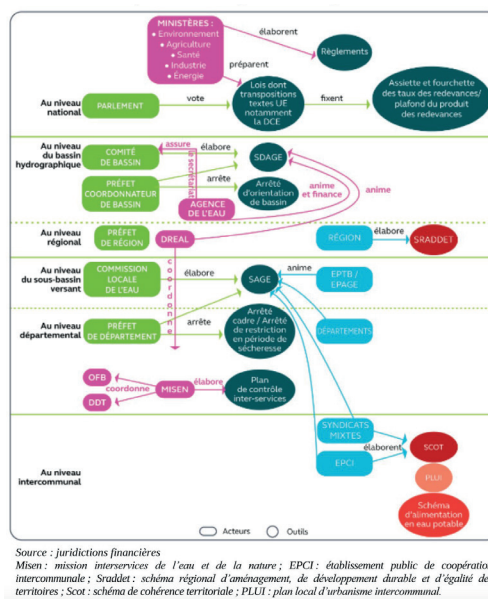 MINISTÈRES :
• Environnement
• Agriculture
• Santé
• Industrie
• Énergie
élaborent
Règlements
préparent
Au niveau
national
PARLEMENT
vote
Lois dont
transpositions
textes UE
notamment
la DCE
fixent
Assiette et fourchette
des taux des redevances/
plafond du produit
des redevances
Au niveau
du bassin
hydrographique
COMITÉ
DE BASSIN
assure
élabore
le secrétariat
SDAGE
PRÉFET
COORDONNATEUR
DE BASSIN
arrête
Arrêté
d'orientation
de bassin
AGENCE
DE L'EAU
anime
et finance
anime
Au niveau
régional
PRÉFET
DE RÉGION
DREAL
RÉGION
élabore
SRADDET
coordonne
Au niveau
du sous-bassin
versant
COMMISSION
LOCALE
DE L'EAU
élabore
SAGE
anime
EPTB /
EPAGE
Au niveau
départemental
PRÉFET
DE DÉPARTEMENT
arrête
Arrêté
cadre / Arrêté
de restriction
en période de
sécheresse
DÉPARTEMENTS
OFB
coordonne
DDT
MISEN
élabore
Plan
de contrôle
inter-services
SYNDICATS
MIXTES
élaborent
SCOT
EPCI
PLUI
Au niveau
intercommunal
Schéma
d'alimentation
en eau potable
Acteurs
Outils
Source : juridictions financières
Misen : mission interservices de l'eau et de la nature ; EPCI : établissement public de coopération
intercommunale ; Sraddet : schéma régional d'aménagement, de développement durable et d'égalité des
territoires ; Scot : schéma de cohérence territoriale ; PLUI : plan local d'urbanisme intercommunal.